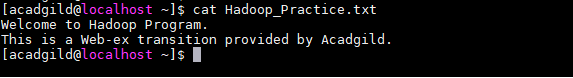 [acadgild@localhost ~]$ cat Hadoop_Practice.txt
Welcome to Hadoop Program.
This is a Web-ex transition provided by Acadgild.
[acadgild@localhost ~]$